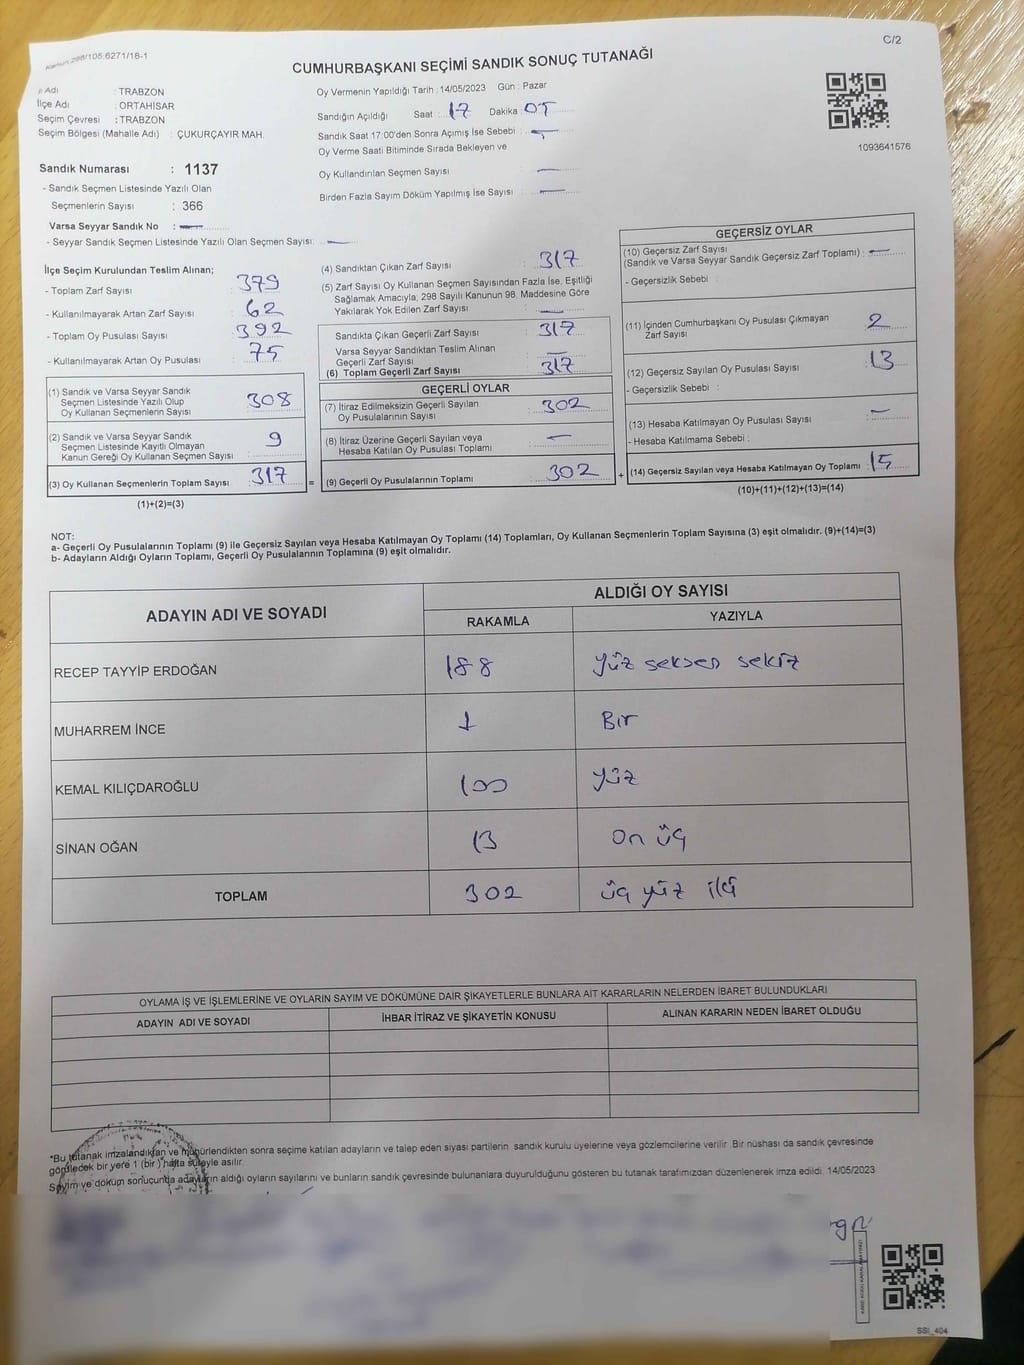 Kanun:298/105:6271/18-1
C/2
CUMHURBAŞKANI SEÇİMİ SANDIK SONUÇ TUTANAĞI
Adı : TRABZON
İlçe Adı : ORTAHİSAR
Seçim Çevresi : TRABZON
Seçim Bölgesi (Mahalle Adı) : ÇUKURÇAYIR MAH.
Oy Vermenin Yapıldığı Tarih : 14/05/2023 Gün : Pazar
Sandığın Açıldığı Saat : 17 Dakika : 05
Sandık Saat 17:00'den Sonra Açımış İse Sebebi : -
Oy Verme Saati Bitiminde Sırada Bekleyen ve
Oy Kullandırılan Seçmen Sayısı : -
Birden Fazla Sayım Döküm Yapılmış İse Sayısı : -
1093641576
Sandık Numarası : 1137
- Sandık Seçmen Listesinde Yazılı Olan
Seçmenlerin Sayısı : 366
Varsa Seyyar Sandık No : -
- Seyyar Sandık Seçmen Listesinde Yazılı Olan Seçmen Sayısı: -
İlçe Seçim Kurulundan Teslim Alınan;
- Toplam Zarf Sayısı : 379
- Kullanılmayarak Artan Zarf Sayısı : 62
- Toplam Oy Pusulası Sayısı : 392
- Kullanılmayarak Artan Oy Pusulası : 75
(1) Sandık ve Varsa Seyyar Sandık
Seçmen Listesinde Yazılı Olup
Oy Kullanan Seçmenlerin Sayısı : 308
(2) Sandık ve Varsa Seyyar Sandık
Seçmen Listesinde Kayıtlı Olmayan
Kanun Gereği Oy Kullanan Seçmen Sayısı : 9
(3) Oy Kullanan Seçmenlerin Toplam Sayısı : 317 =
(1)+(2)=(3)
(4) Sandıktan Çıkan Zarf Sayısı : 317
(5) Zarf Sayısı Oy Kullanan Seçmen Sayısından Fazla İse, Eşitliği
Sağlamak Amacıyla, 298 Sayılı Kanunun 98. Maddesine Göre
Yakılarak Yok Edilen Zarf Sayısı : -
Sandıkta Çıkan Geçerli Zarf Sayısı : 317
Varsa Seyyar Sandıktan Teslim Alınan
Geçerli Zarf Sayısı : -
(6) Toplam Geçerli Zarf Sayısı : 317
GEÇERLİ OYLAR
(7) İtiraz Edilmeksizin Geçerli Sayılan
Oy Pusulalarının Sayısı : 302
(8) İtiraz Üzerine Geçerli Sayılan veya
Hesaba Katılan Oy Pusulası Toplamı : -
(9) Geçerli Oy Pusulalarının Toplamı : 302 +
GEÇERSİZ OYLAR
(10) Geçersiz Zarf Sayısı
(Sandık ve Varsa Seyyar Sandık Geçersiz Zarf Toplamı) : -
- Geçersizlik Sebebi :
(11) İçinden Cumhurbaşkanı Oy Pusulası Çıkmayan
Zarf Sayısı : 2
(12) Geçersiz Sayılan Oy Pusulası Sayısı : 13
- Geçersizlik Sebebi :
(13) Hesaba Katılmayan Oy Pusulası Sayısı : -
- Hesaba Katılmama Sebebi :
(14) Geçersiz Sayılan veya Hesaba Katılmayan Oy Toplamı : 15
(10)+(11)+(12)+(13)=(14)
NOT:
a- Geçerli Oy Pusulalarının Toplamı (9) ile Geçersiz Sayılan veya Hesaba Katılmayan Oy Toplamı (14) Toplamları, Oy Kullanan Seçmenlerin Toplam Sayısına (3) eşit olmalıdır. (9)+(14)=(3)
b- Adayların Aldığı Oyların Toplamı, Geçerli Oy Pusulalarının Toplamına (9) eşit olmalıdır.
ADAYIN ADI VE SOYADI
ALDIĞI OY SAYISI
RAKAMLA YAZIYLA
RECEP TAYYİP ERDOĞAN 188 yüz seksen sekiz
MUHARREM İNCE 1 Bir
KEMAL KILIÇDAROĞLU 100 yüz
SİNAN OĞAN 13 on üç
TOPLAM 302 üç yüz iki
OYLAMA İŞ VE İŞLEMLERİNE VE OYLARIN SAYIM VE DÖKÜMÜNE DAİR ŞİKAYETLERLE BUNLARA AİT KARARLARIN NELERDEN İBARET BULUNDUKLARI
ADAYIN ADI VE SOYADI İHBAR İTİRAZ VE ŞİKAYETİN KONUSU ALINAN KARARIN NEDEN İBARET OLDUĞU
*Bu tutanak imzalandıktan ve mühürlendikten sonra seçime katılan adayların ve talep eden siyasi partilerin sandık kurulu üyelerine veya gözlemcilerine verilir. Bir nüshası da sandık çevresinde
görülecek bir yere 1 (bir) hafta süreyle asılır.
Sayım ve döküm sonucunda adayların aldığı oyların sayılarını ve bunların sandık çevresinde bulunanlara duyurulduğunu gösteren bu tutanak tarafımızdan düzenlenerek imza edildi. 14/05/2023
SSI_404